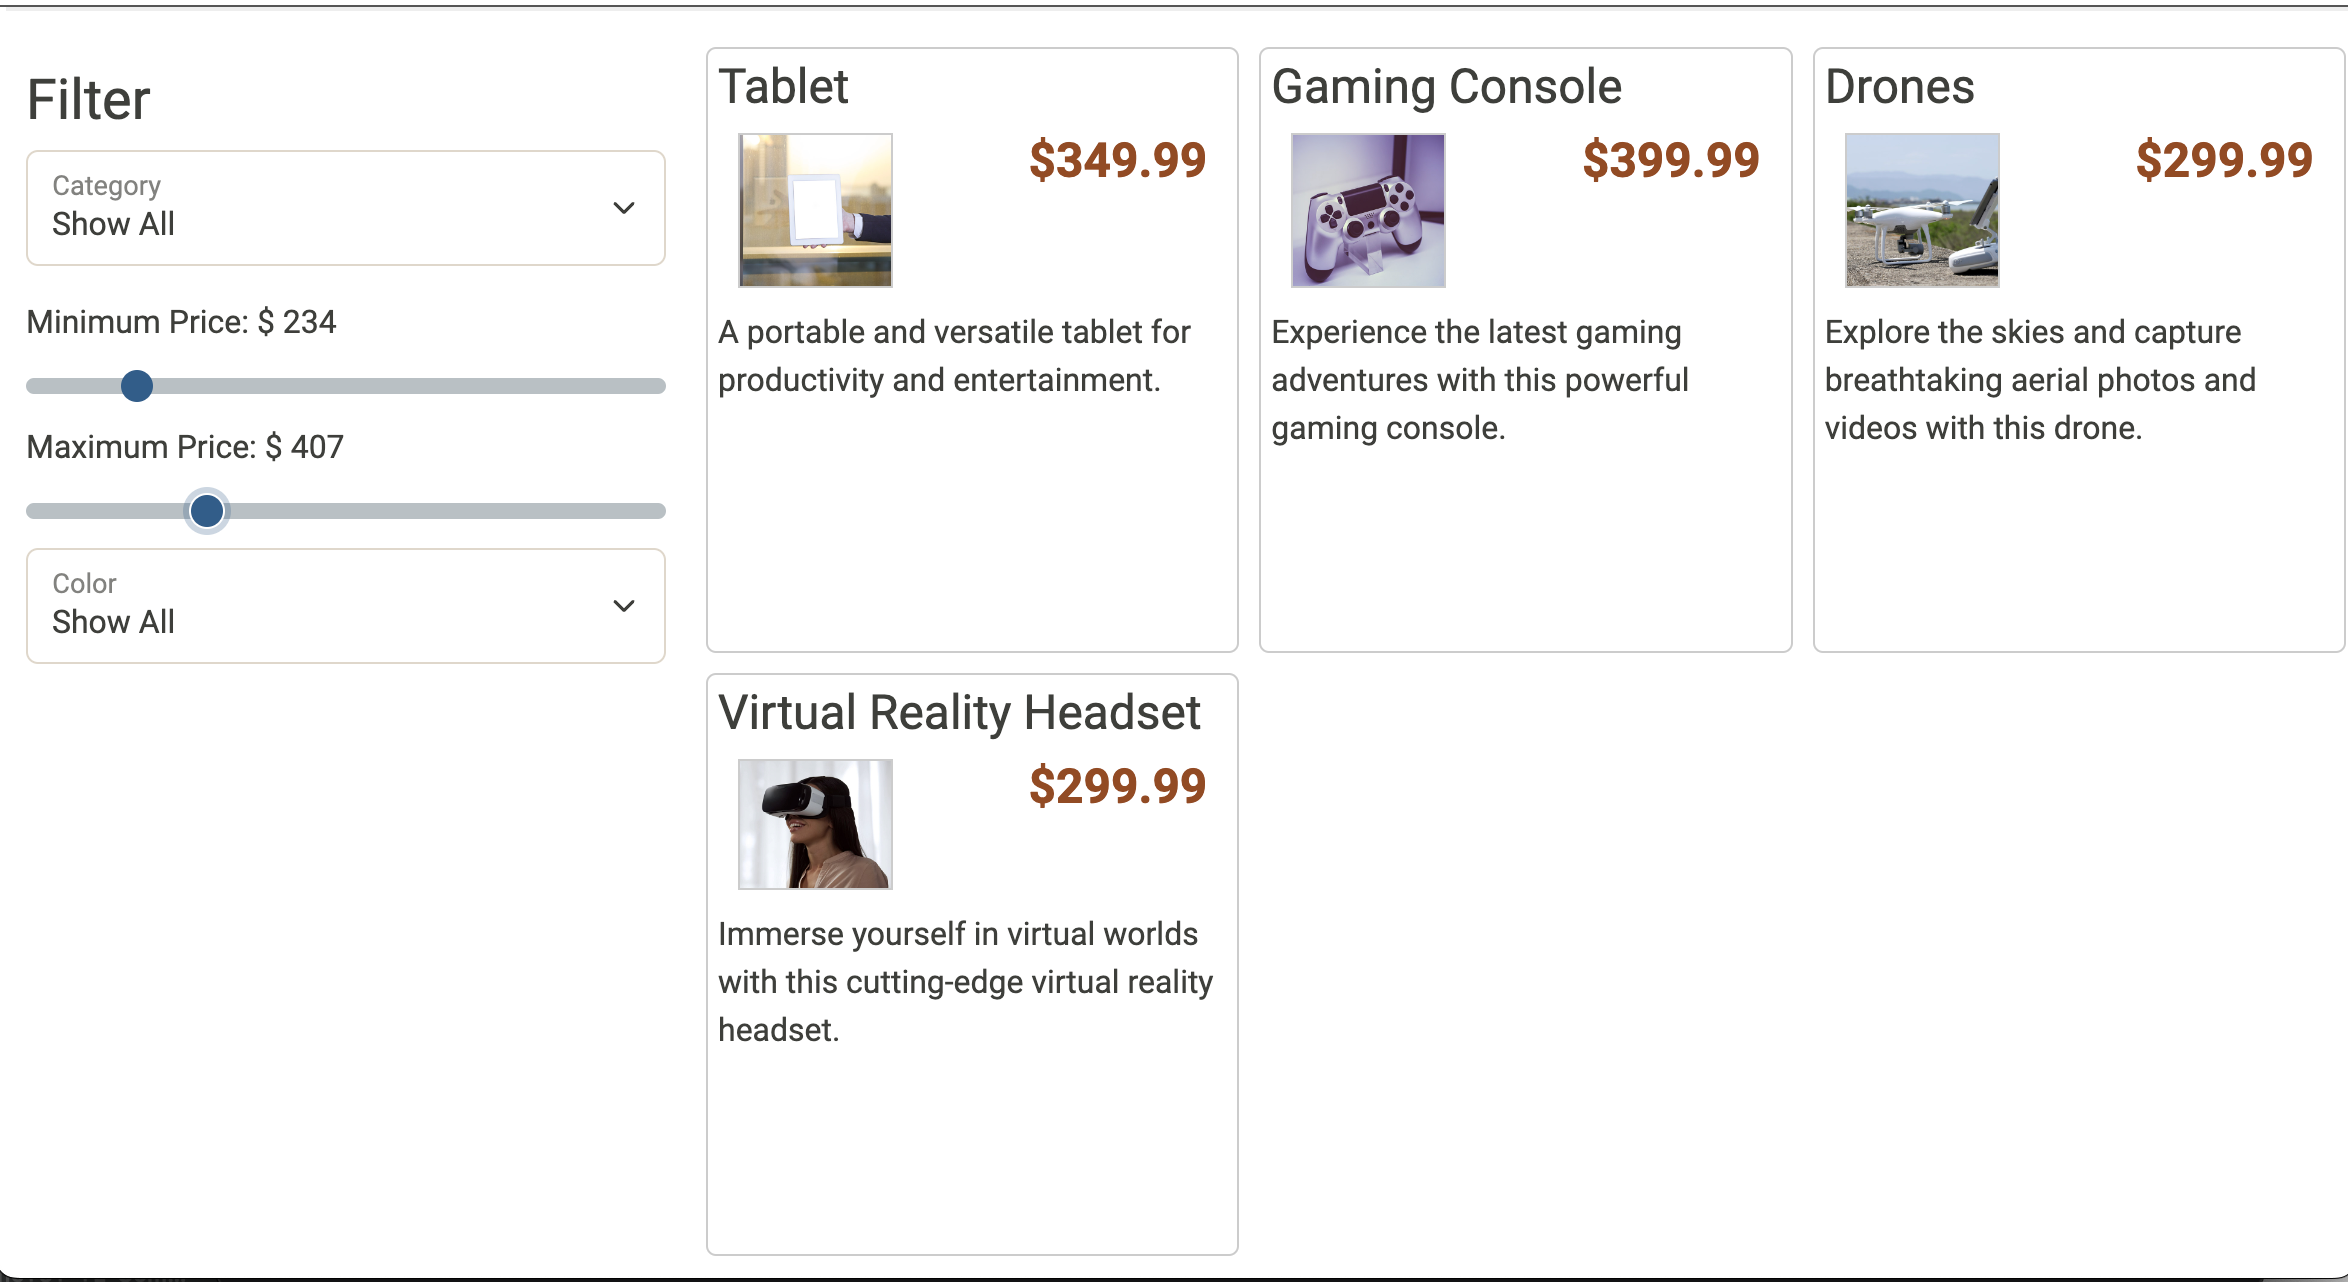 Filter
Category
Show All
Minimum Price: $ 234
Maximum Price: $ 407
Color
Show All
Tablet
$349.99
A portable and versatile tablet for
productivity and entertainment.
Gaming Console
$399.99
Experience the latest gaming
adventures with this powerful
gaming console.
Drones
$299.99
Explore the skies and capture
breathtaking aerial photos and
videos with this drone.
Virtual Reality Headset
$299.99
Immerse yourself in virtual worlds
with this cutting-edge virtual reality
headset.